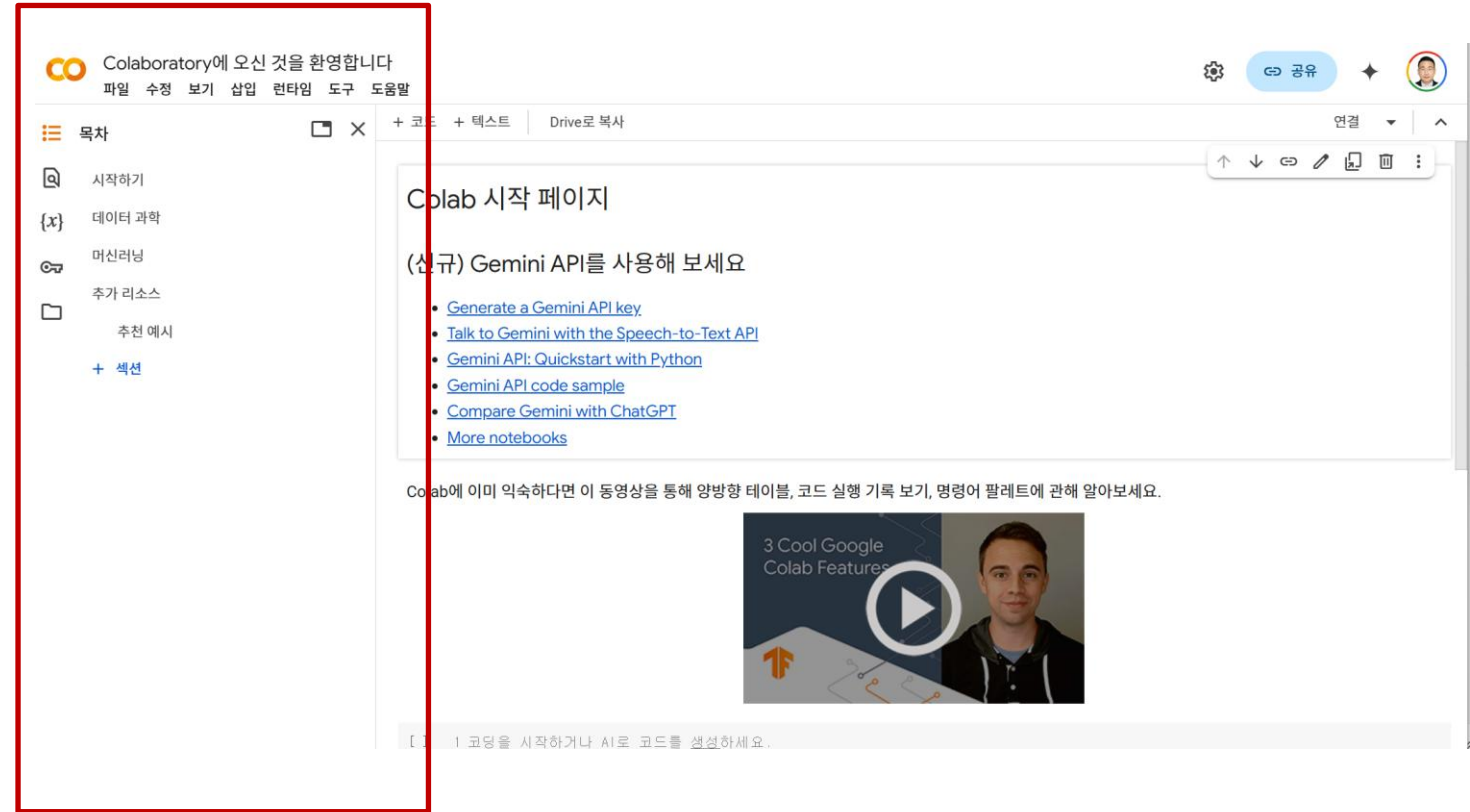 CO Colaboratory에 오신 것을 환영합니다
파일 수정 보기 삽입 런타임 도구 도움말
공유
목차
+ 코드 + 텍스트 Drive로 복사
연결
시작하기
{x} 데이터 과학
머신러닝
추가 리소스
추천 예시
+ 섹션
Colab 시작 페이지
(신규) Gemini API를 사용해 보세요
• Generate a Gemini API key
• Talk to Gemini with the Speech-to-Text API
• Gemini API: Quickstart with Python
• Gemini API code sample
• Compare Gemini with ChatGPT
• More notebooks
Colab에 이미 익숙하다면 이 동영상을 통해 양방향 테이블, 코드 실행 기록 보기, 명령어 팔레트에 관해 알아보세요.
3 Cool Google
Colab Features
[ ] 1 코딩을 시작하거나 AI로 코드를 생성하세요.